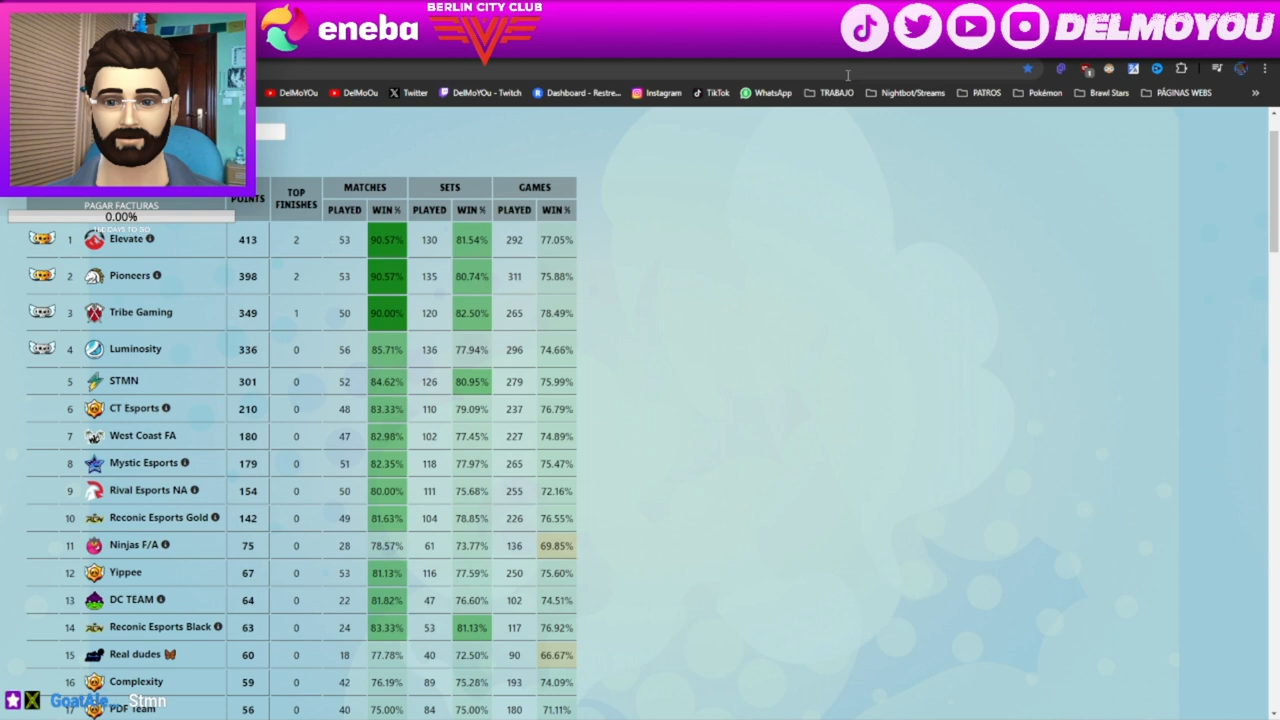 BERLIN CITY CLUB
eneba
DELMOYOU
DelMoYOu DelMoOu Twitter DelMoYOu - Twitch Dashboard - Restre... Instagram TikTok WhatsApp TRABAJO Nightbot/Streams PATROS Pokémon Brawl Stars PÁGINAS WEBS »
PAGAR FACTURAS
0.00%
POINTS TOP FINISHES MATCHES SETS GAMES
PLAYED WIN % PLAYED WIN % PLAYED WIN %
1 Elevate 413 2 53 90.57% 130 81.54% 292 77.05%
2 Pioneers 398 2 53 90.57% 135 80.74% 311 75.88%
3 Tribe Gaming 349 1 50 90.00% 120 82.50% 265 78.49%
4 Luminosity 336 0 56 85.71% 136 77.94% 296 74.66%
5 STMN 301 0 52 84.62% 126 80.95% 279 75.99%
6 CT Esports 210 0 48 83.33% 110 79.09% 237 76.79%
7 West Coast FA 180 0 47 82.98% 102 77.45% 227 74.89%
8 Mystic Esports 179 0 51 82.35% 118 77.97% 265 75.47%
9 Rival Esports NA 154 0 50 80.00% 111 75.68% 255 72.16%
10 Reconic Esports Gold 142 0 49 81.63% 104 78.85% 226 76.55%
11 Ninjas F/A 75 0 28 78.57% 61 73.77% 136 69.85%
12 Yippee 67 0 53 81.13% 116 77.59% 250 75.60%
13 DC TEAM 64 0 22 81.82% 47 76.60% 102 74.51%
14 Reconic Esports Black 63 0 24 83.33% 53 81.13% 117 76.92%
15 Real dudes 60 0 18 77.78% 40 72.50% 90 66.67%
16 Complexity 59 0 42 76.19% 89 75.28% 193 74.09%
17 PDF Team 56 0 40 75.00% 84 75.00% 180 71.11%
Stmn